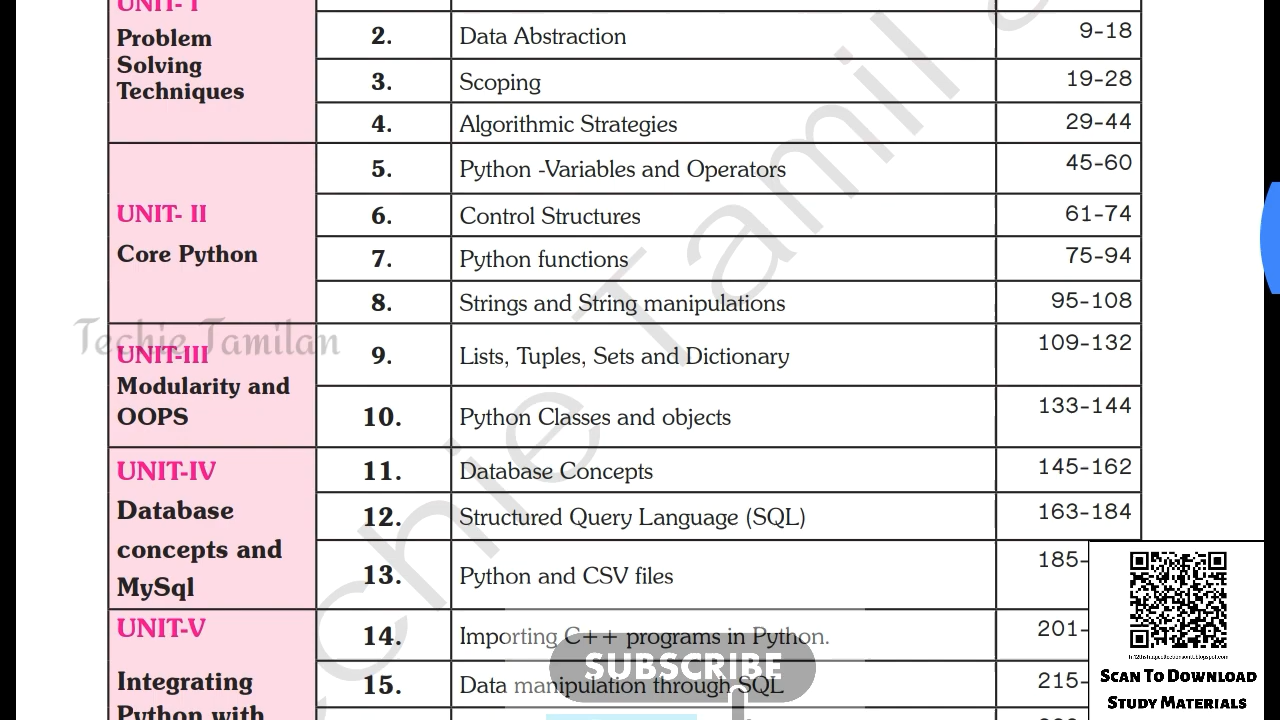 UNIT- I
Problem
Solving
Techniques
2. Data Abstraction 9-18
3. Scoping 19-28
4. Algorithmic Strategies 29-44
UNIT- II
Core Python
5. Python -Variables and Operators 45-60
6. Control Structures 61-74
7. Python functions 75-94
8. Strings and String manipulations 95-108
Techie Tamilan
UNIT-III
Modularity and
OOPS
9. Lists, Tuples, Sets and Dictionary 109-132
10. Python Classes and objects 133-144
UNIT-IV
Database
concepts and
MySql
11. Database Concepts 145-162
12. Structured Query Language (SQL) 163-184
13. Python and CSV files 185-
UNIT-V
Integrating
Python with
14. Importing C++ programs in Python. 201-
15. Data manipulation through SQL 215-
SUBSCRIBE
SCAN TO DOWNLOAD
STUDY MATERIALS